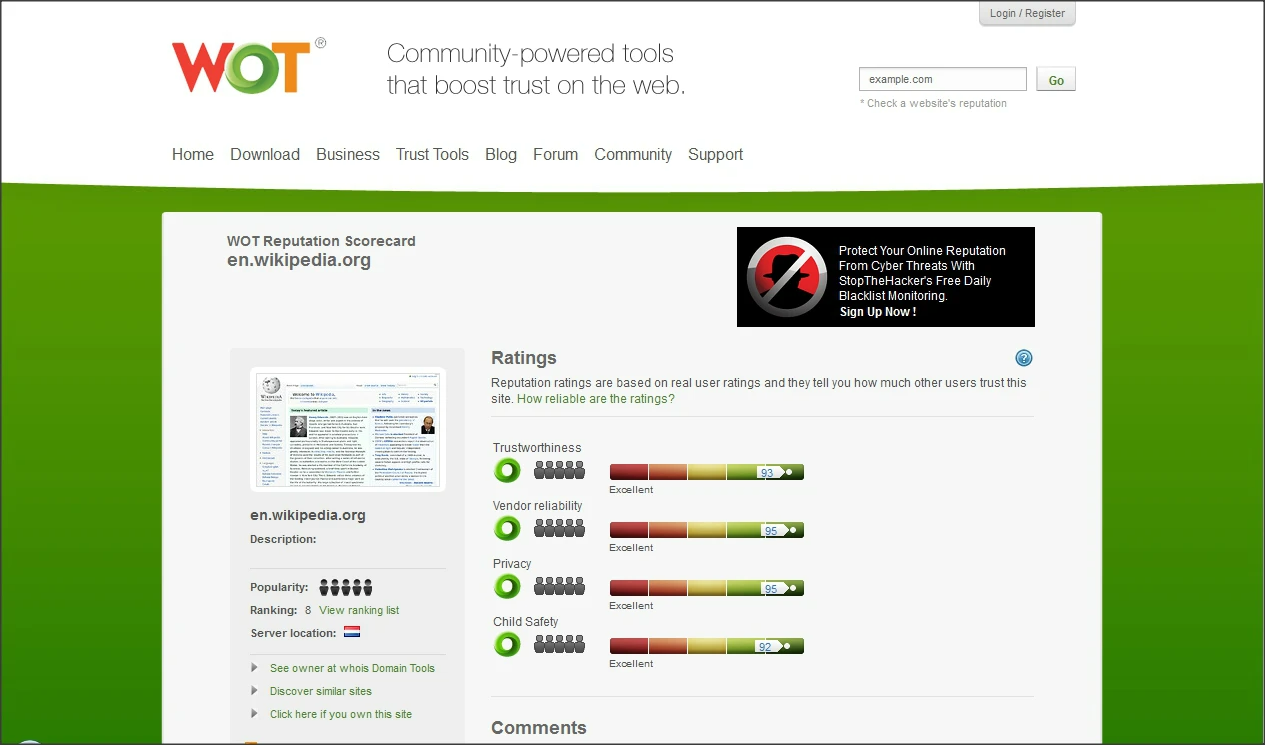 Login / Register
WOT ®
Community-powered tools
that boost trust on the web.
example.com
Go
* Check a website's reputation
Home Download Business Trust Tools Blog Forum Community Support
WOT Reputation Scorecard
en.wikipedia.org
Protect Your Online Reputation
From Cyber Threats With
StopTheHacker's Free Daily
Blacklist Monitoring.
Sign Up Now !
en.wikipedia.org
Description:
Popularity:
Ranking: 8 View ranking list
Server location:
See owner at whois Domain Tools
Discover similar sites
Click here if you own this site
Ratings
?
Reputation ratings are based on real user ratings and they tell you how much other users trust this
site. How reliable are the ratings?
Trustworthiness
93
Excellent
Vendor reliability
95
Excellent
Privacy
95
Excellent
Child Safety
92
Excellent
Comments